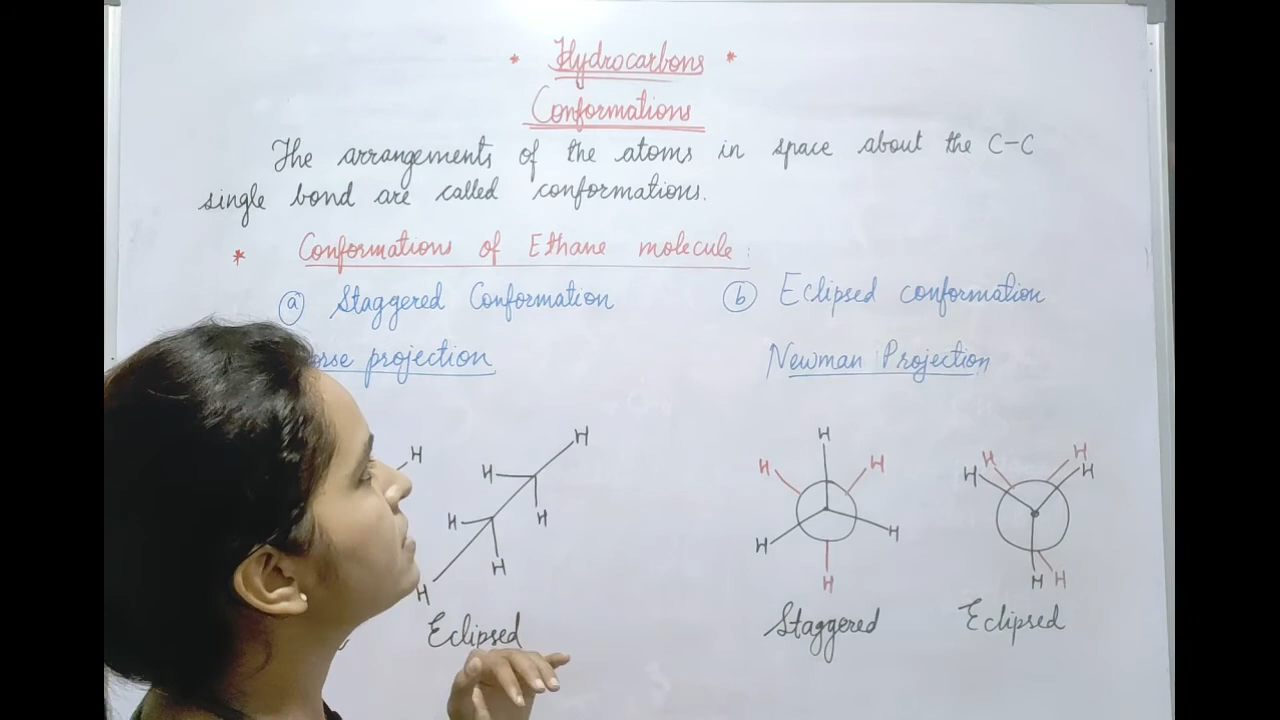 * Hydrocarbons *
Conformations
The arrangements of the atoms in space about the C-C
single bond are called conformations.
* Conformations of Ethane molecule :
(a) Staggered Conformation
(b) Eclipsed conformation
projection
Newman Projection
H
H
H
H
H
H
H
H
Eclipsed
H
H
H
H
H
H
Staggered
H
H
H
H
H
H
Eclipsed